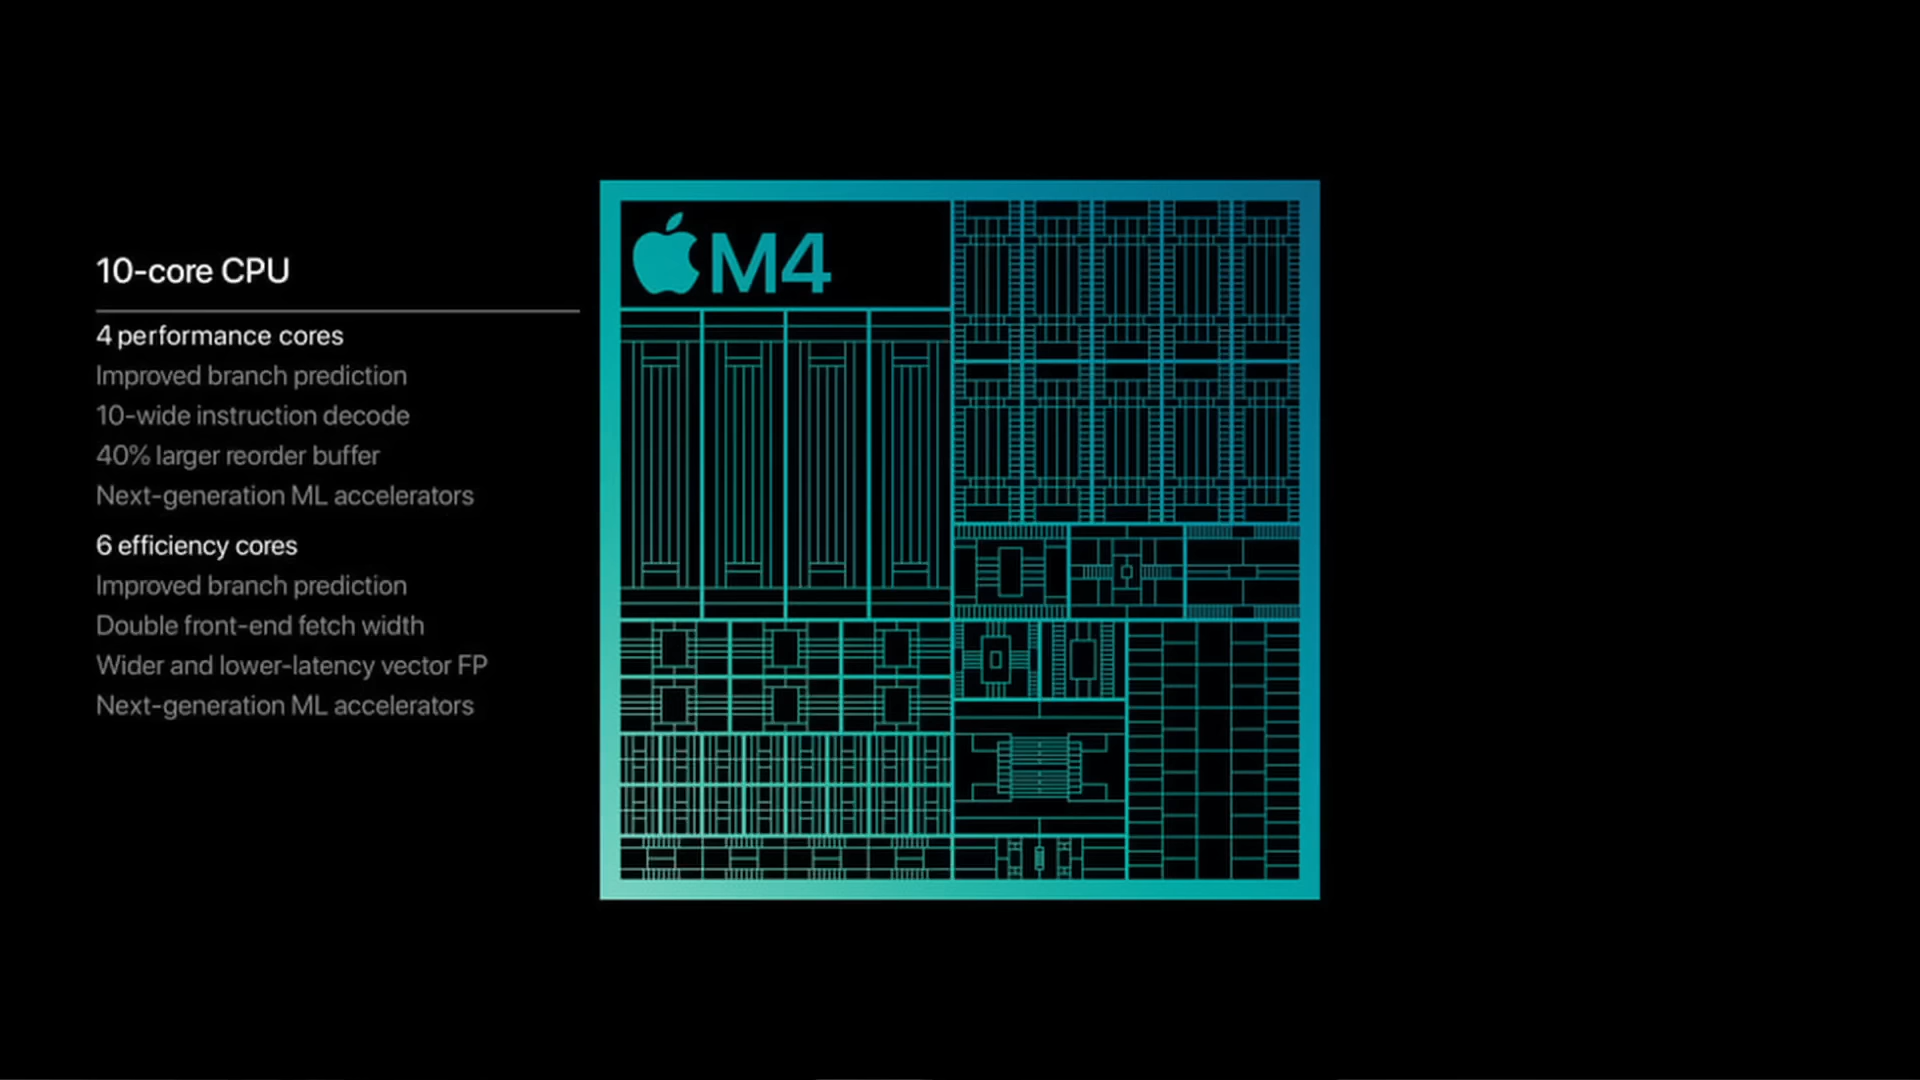 10-core CPU
4 performance cores
Improved branch prediction
10-wide instruction decode
40% larger reorder buffer
Next-generation ML accelerators
6 efficiency cores
Improved branch prediction
Double front-end fetch width
Wider and lower-latency vector FP
Next-generation ML accelerators
M4